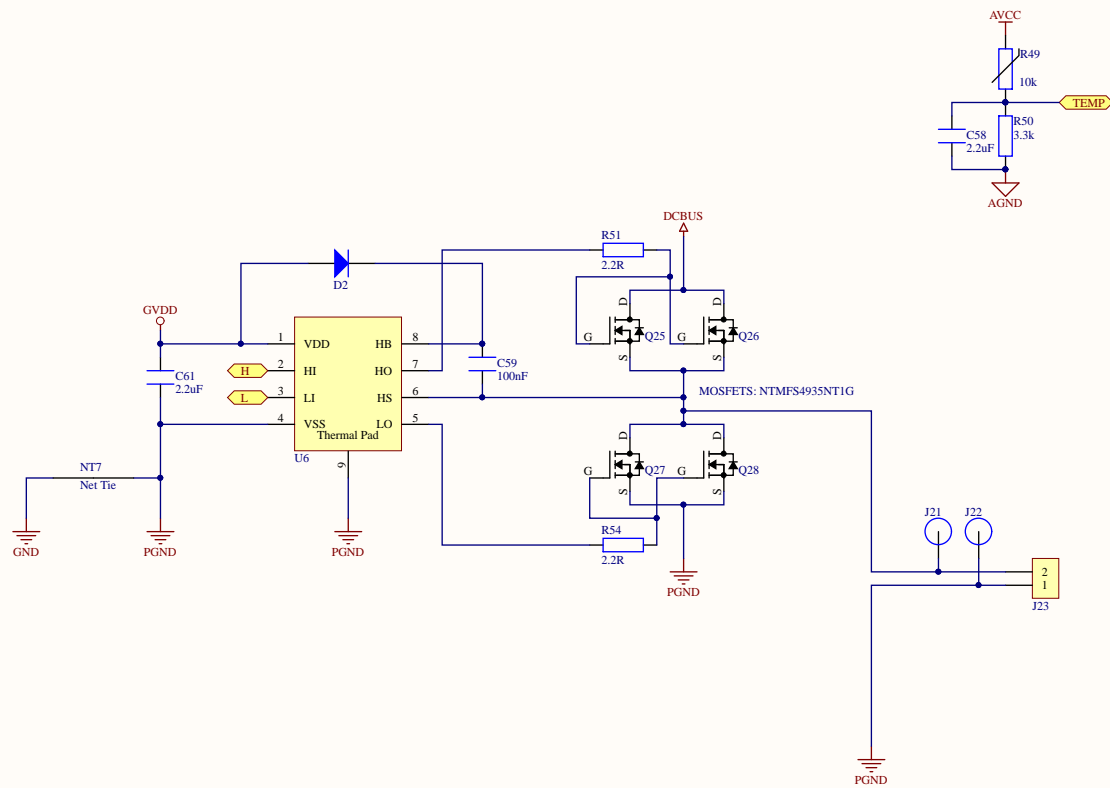 AVCC
R49
10k
TEMP
R50
3.3k
C58
2.2uF
AGND
DCBUS
R51
2.2R
D2
GVDD
D
D
G
Q25
G
Q26
S
S
1
VDD
HB
8
H
2
HI
HO
7
C59
100nF
C61
2.2uF
L
3
LI
HS
6
MOSFETS: NTMFS4935NT1G
4
VSS
LO
5
Thermal Pad
U6
9
D
D
G
Q27
G
Q28
S
S
NT7
Net Tie
R54
2.2R
GND
PGND
PGND
PGND
J21
J22
2
1
J23
PGND